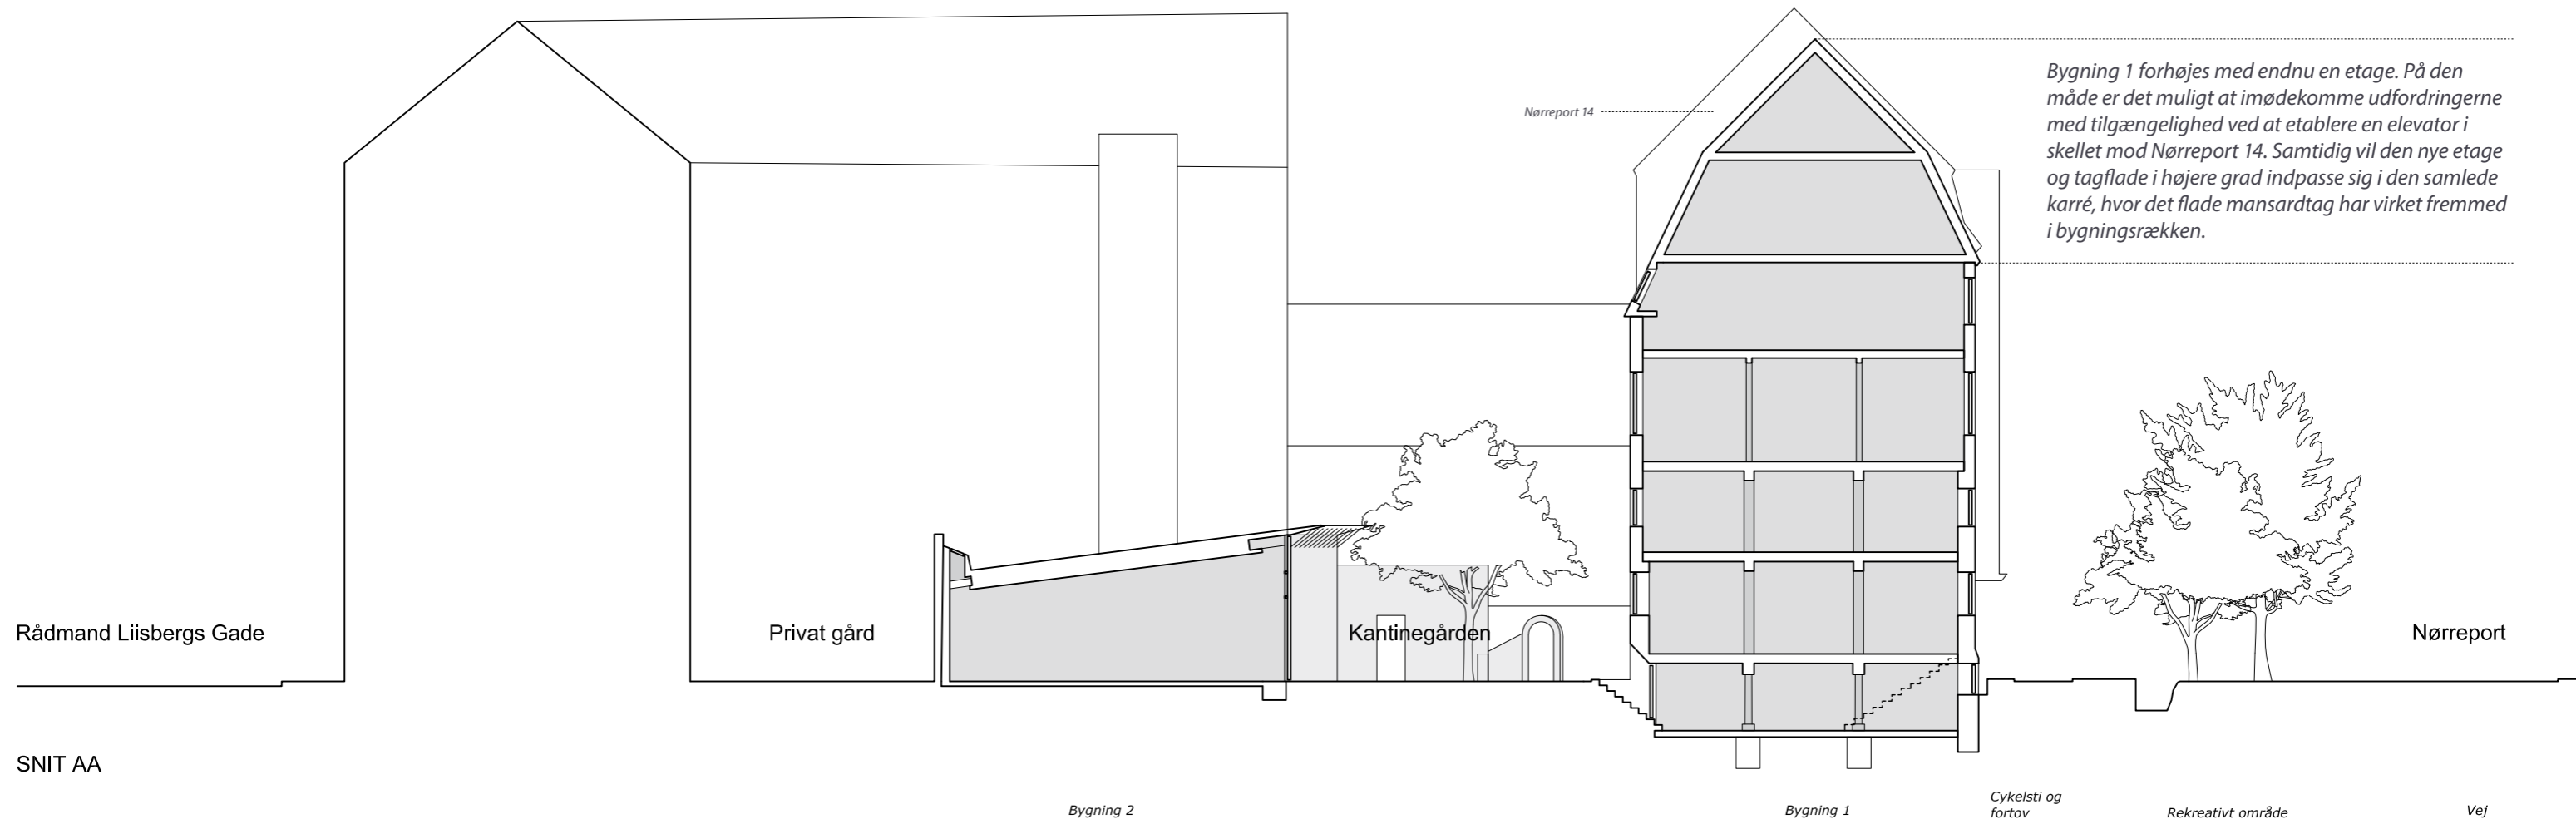 Nørreport 14
Bygning 1 forhøjes med endnu en etage. På den
måde er det muligt at imødekomme udfordringerne
med tilgængelighed ved at etablere en elevator i
skellet mod Nørreport 14. Samtidig vil den nye etage
og tagflade i højere grad indpasse sig i den samlede
karré, hvor det flade mansardtag har virket fremmed
i bygningsrækken.
Rådmand Liisbergs Gade
Privat gård
Kantinegården
Nørreport
SNIT AA
Bygning 2
Bygning 1
Cykelsti og
fortov
Rekreativt område
Vej